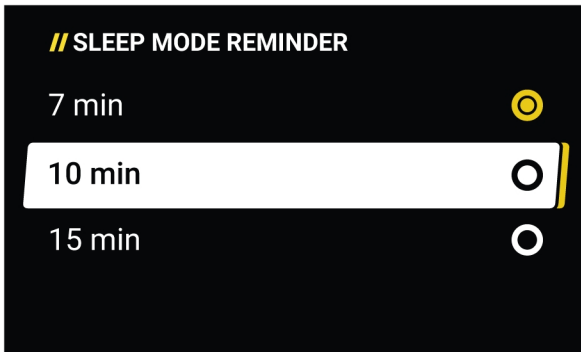 // SLEEP MODE REMINDER
7 min
10 min
15 min